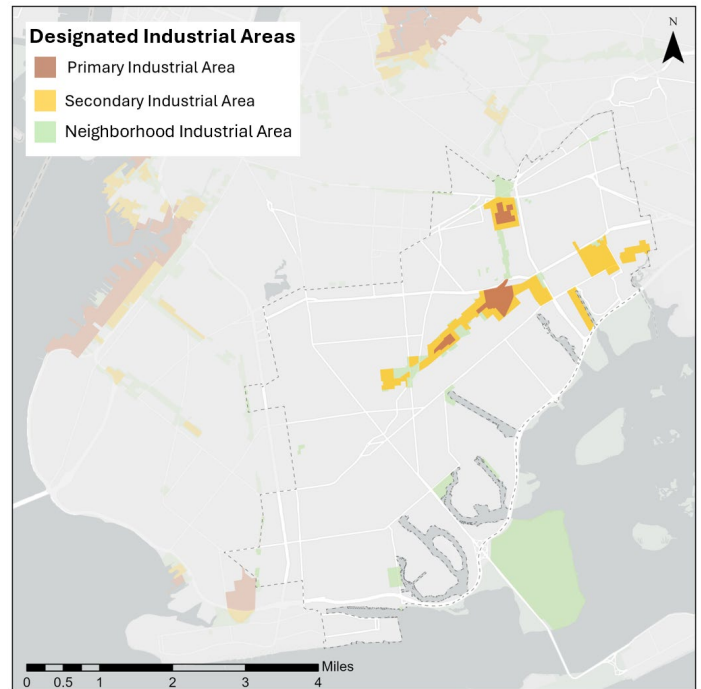 Designated Industrial Areas
Primary Industrial Area
Secondary Industrial Area
Neighborhood Industrial Area
N
Miles
0 0.5 1 2 3 4